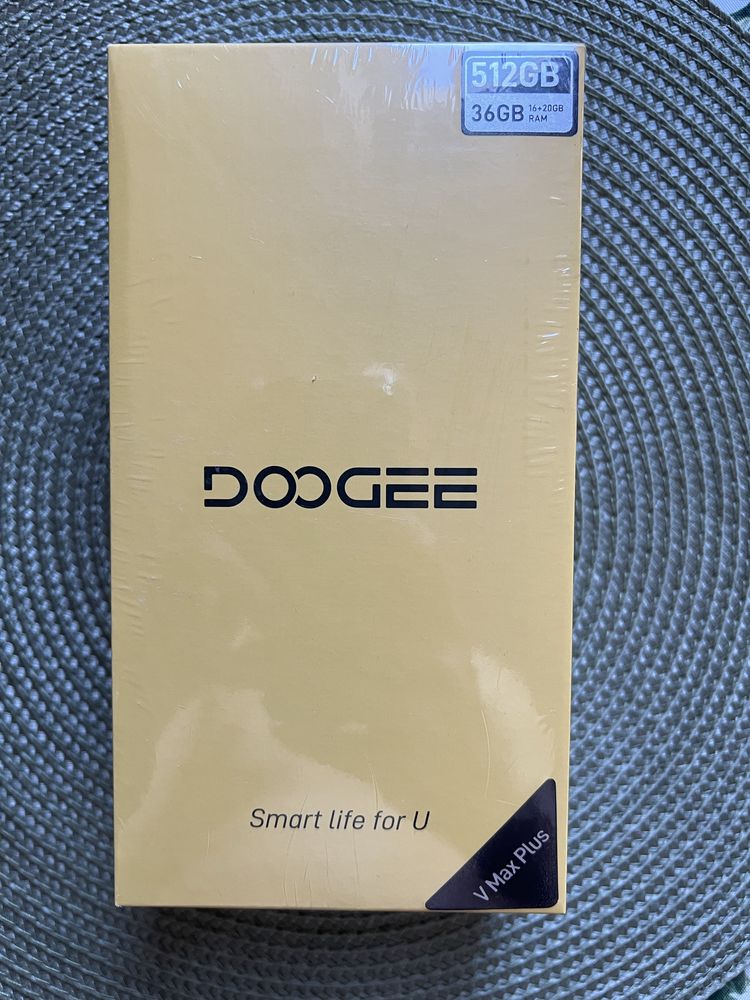 512GB
36GB 16+20GB
RAM
DOOGEE
Smart life for U
V Max Plus